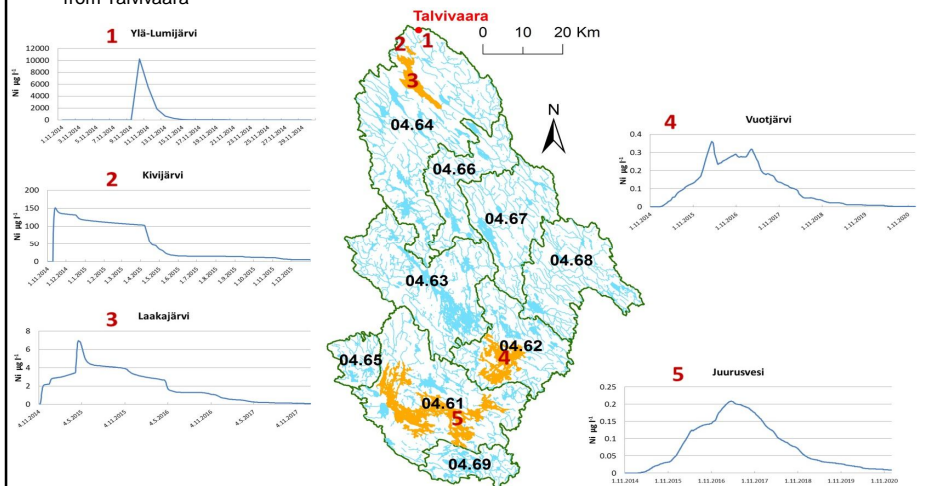 from Talvivaara
Talvivaara
0 10 20 Km
N
1 Ylä-Lumijärvi
Ni µg l-1
12000
10000
8000
6000
4000
2000
0
1.11.2014 3.11.2014 5.11.2014 7.11.2014 9.11.2014 11.11.2014 13.11.2014 15.11.2014 17.11.2014 19.11.2014 21.11.2014 23.11.2014 25.11.2014 27.11.2014 29.11.2014
2 Kivijärvi
Ni µg l-1
200
150
100
50
0
1.11.2014 1.12.2014 1.1.2015 1.2.2015 1.3.2015 1.4.2015 1.5.2015 1.6.2015 1.7.2015 1.8.2015 1.9.2015 1.10.2015 1.11.2015 1.12.2015
3 Laakajärvi
Ni µg l-1
8
6
4
2
0
4.11.2014 4.5.2015 4.11.2015 4.5.2016 4.11.2016 4.5.2017 4.11.2017
2 1
3
04.64
04.66
04.67
04.68
04.63
04.62
4
04.65
04.61
5
04.69
4 Vuotjärvi
Ni µg l-1
0.4
0.3
0.2
0.1
0
1.11.2014 1.11.2015 1.11.2016 1.11.2017 1.11.2018 1.11.2019 1.11.2020
5 Juurusvesi
Ni µg l-1
0.25
0.2
0.15
0.1
0.05
0
1.11.2014 1.11.2015 1.11.2016 1.11.2017 1.11.2018 1.11.2019 1.11.2020